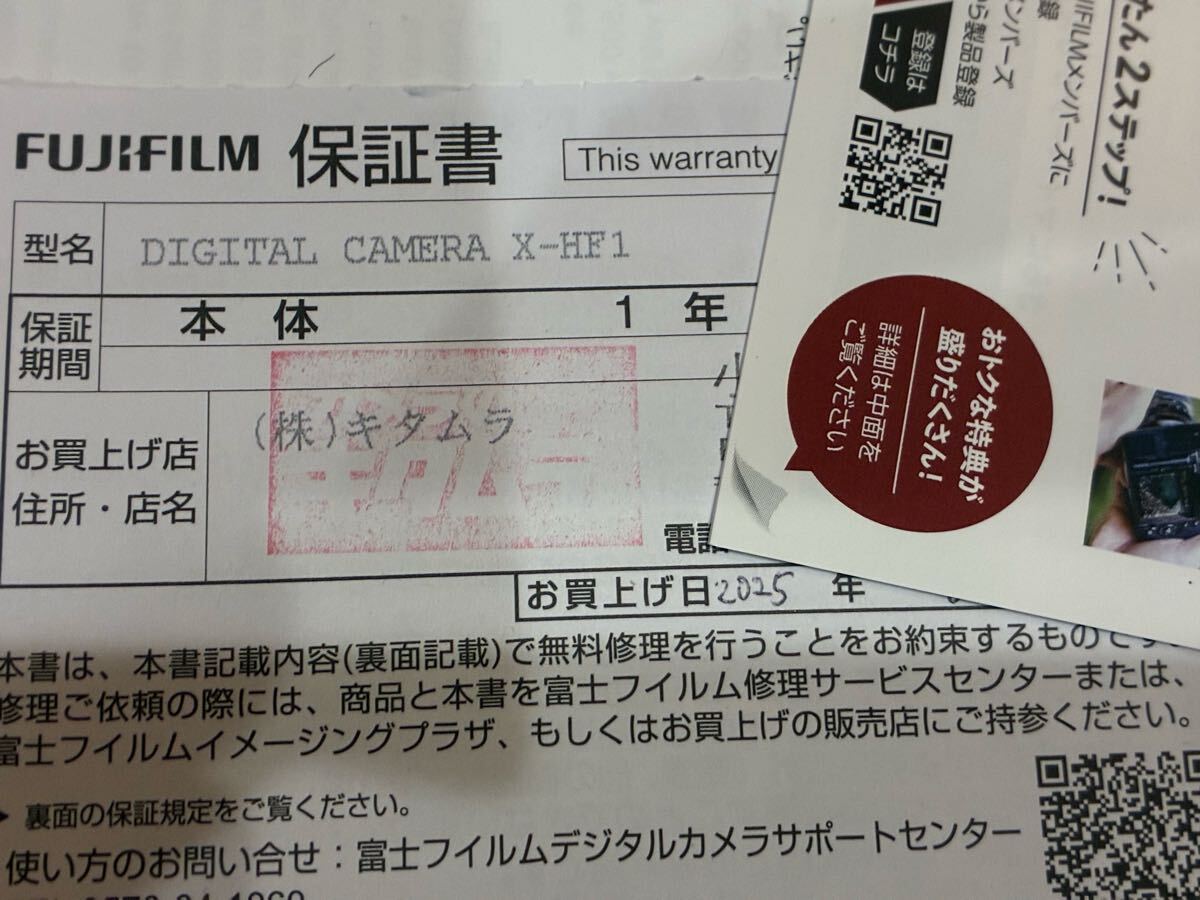 FUJIFILM 保証書
This warranty
型名 DIGITAL CAMERA X-HF1
保証期間 本体 1年
お買上げ店
住所・店名
(株)キタムラ
キタムラ
お買上げ日 2025 年
本書は、本書記載内容(裏面記載)で無料修理を行うことをお約束するものです
修理ご依頼の際には、商品と本書を富士フイルム修理サービスセンターまたは、
富士フイルムイメージングプラザ、もしくはお買上げの販売店にご持参ください。
裏面の保証規定をご覧ください。
使い方のお問い合せ:富士フイルムデジタルカメラサポートセンター
たん2ステップ!
FILMメンバーズに
ンバーズ
ら製品登録
登録は
コチラ
おトクな特典が
盛りだくさん!
詳細は中面を
ご覧ください